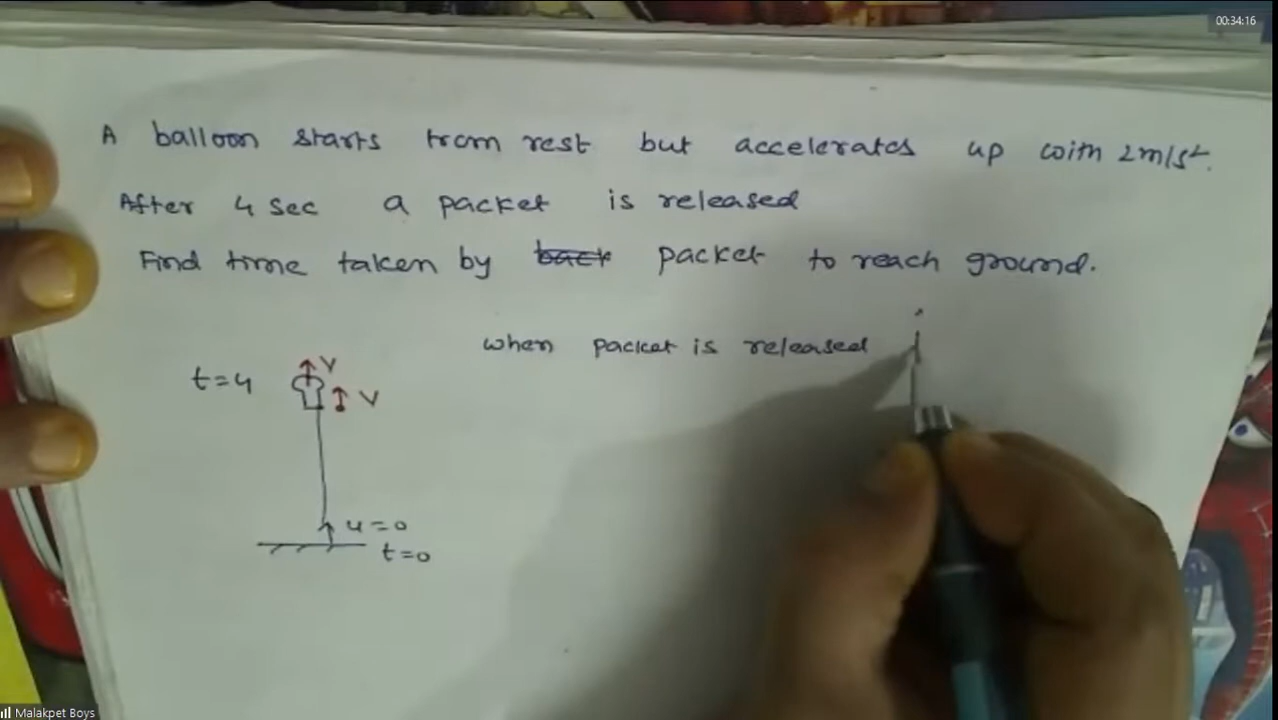 00:34:16
A balloon starts from rest but accelerates up with 2m/s².
After 4 sec a packet is released
Find time taken by back packet to reach ground.
when packet is released i
t=4
V
V
u=0
t=0
Malakpet Boys